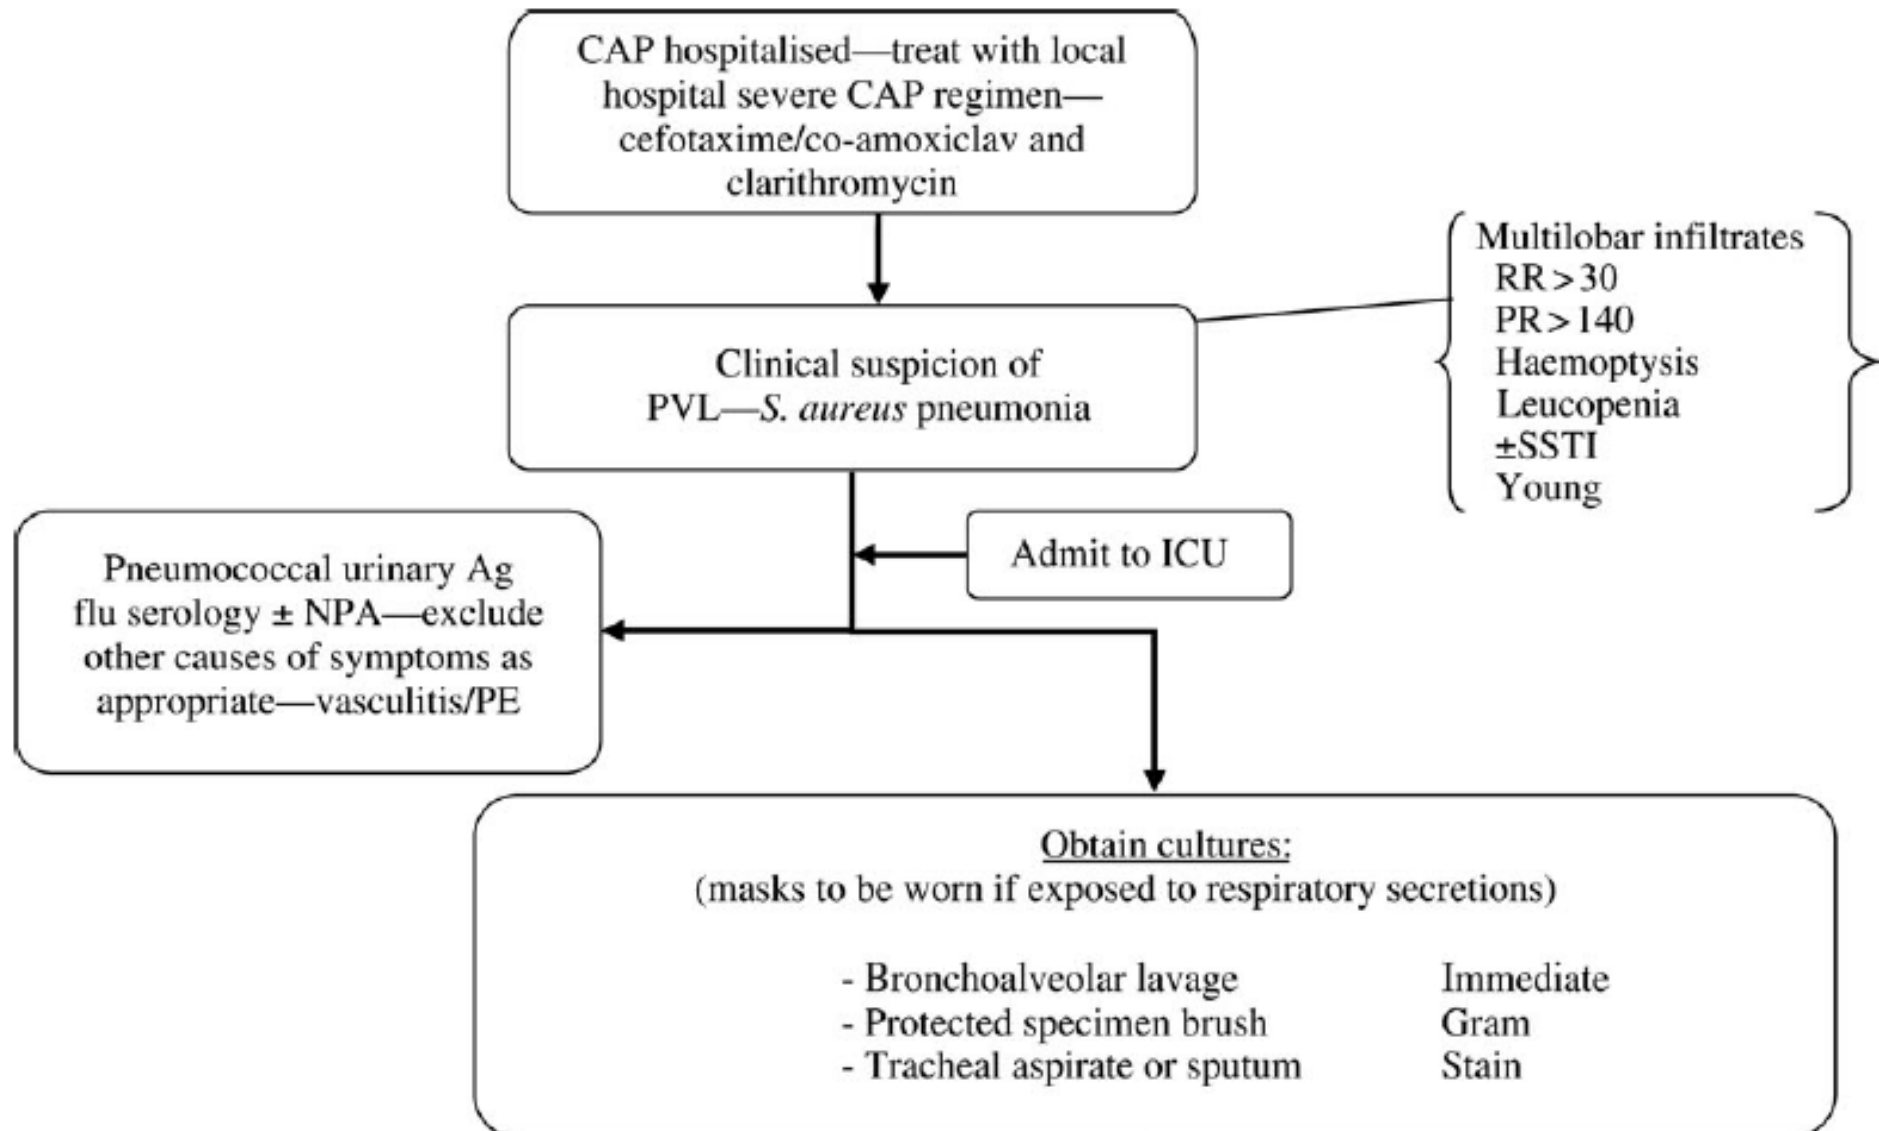 CAP hospitalised—treat with local
hospital severe CAP regimen—
cefotaxime/co-amoxiclav and
clarithromycin
Multilobar infiltrates
RR > 30
PR > 140
Haemoptysis
Leucopenia
±SSTI
Young
Clinical suspicion of
PVL—S. aureus pneumonia
Admit to ICU
Pneumococcal urinary Ag
flu serology ± NPA—exclude
other causes of symptoms as
appropriate—vasculitis/PE
Obtain cultures:
(masks to be worn if exposed to respiratory secretions)
- Bronchoalveolar lavage Immediate
- Protected specimen brush Gram
- Tracheal aspirate or sputum Stain